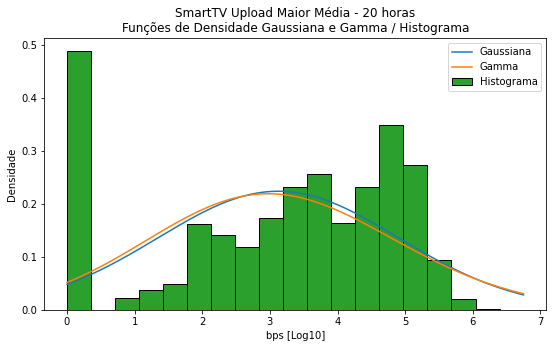 SmartTV Upload Maior Média - 20 horas
Funções de Densidade Gaussiana e Gamma / Histograma
Gaussiana
Gamma
Histograma
Densidade
0.5
0.4
0.3
0.2
0.1
0.0
0 1 2 3 4 5 6 7
bps [Log10]